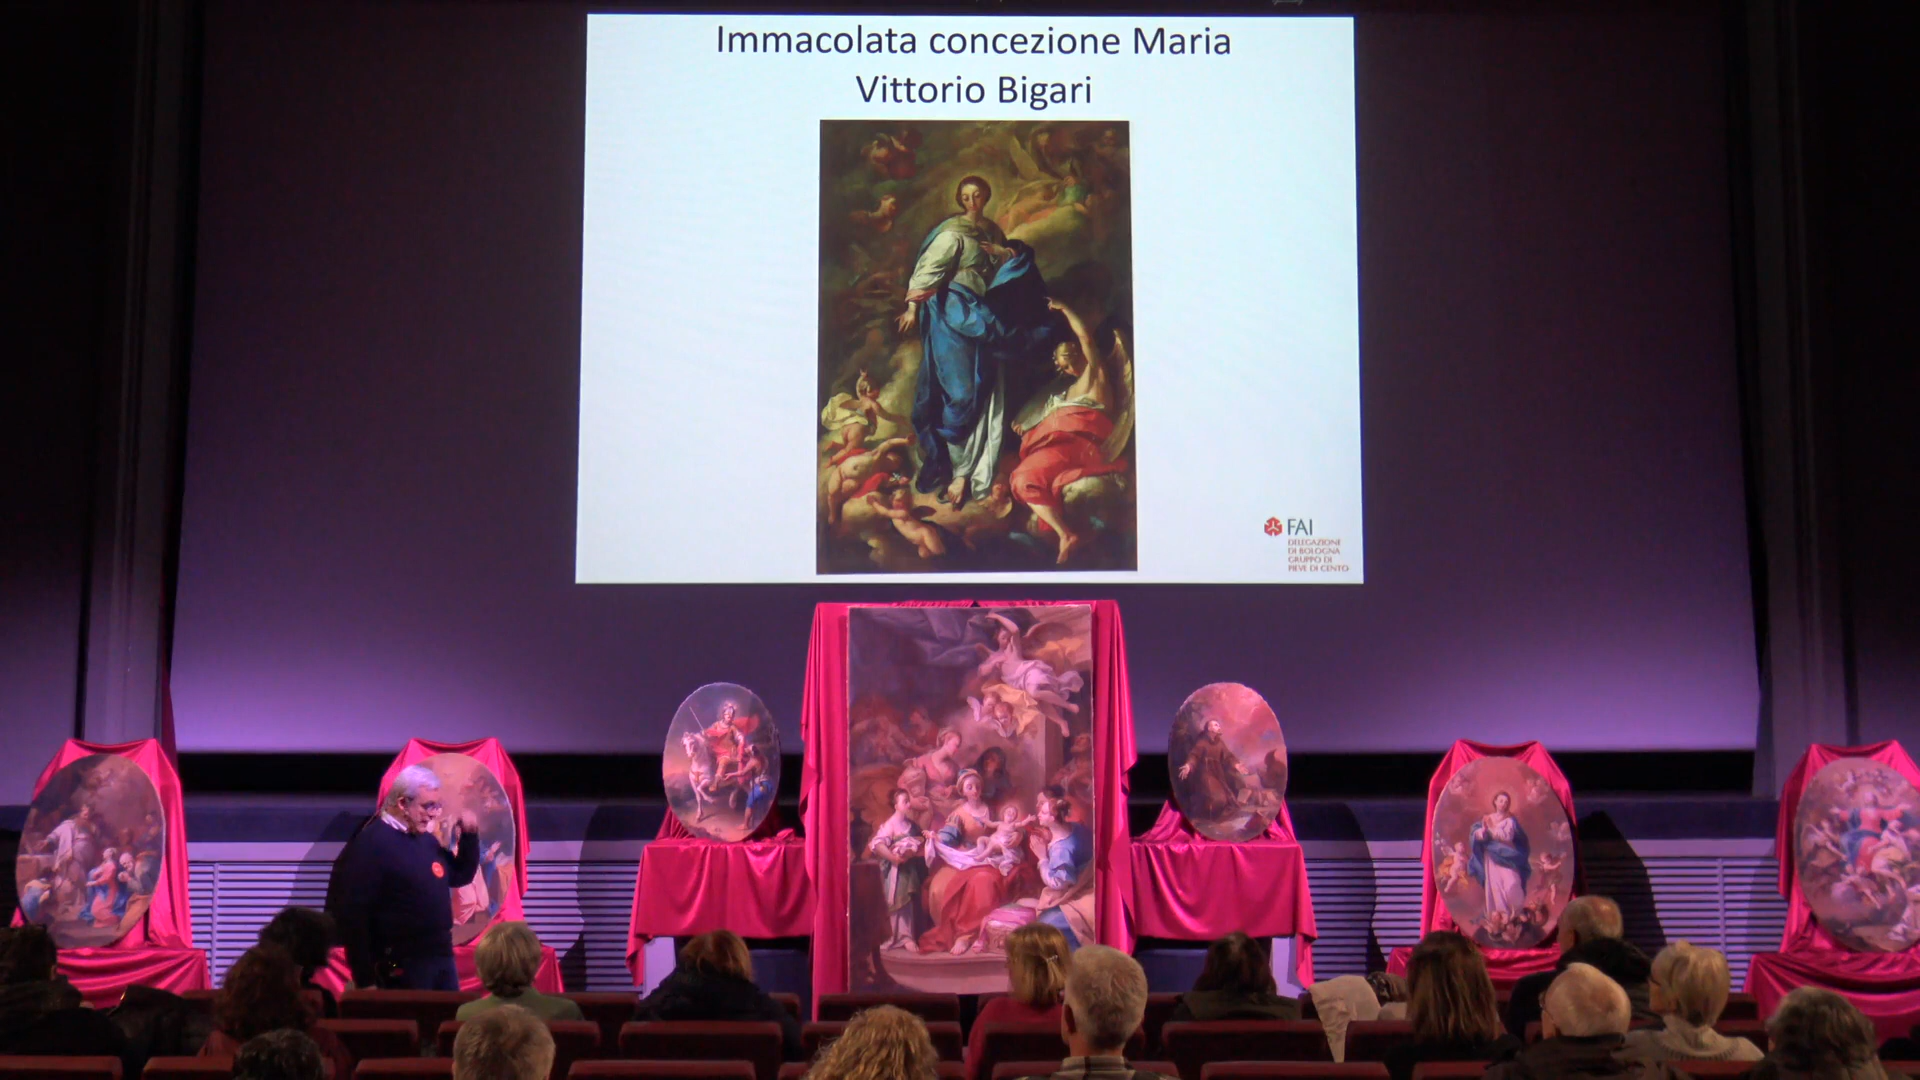 Immacolata concezione Maria
Vittorio Bigari
FAI
DELEGAZIONE
DI BOLOGNA
GRUPPO DI
PIEVE DI CENTO